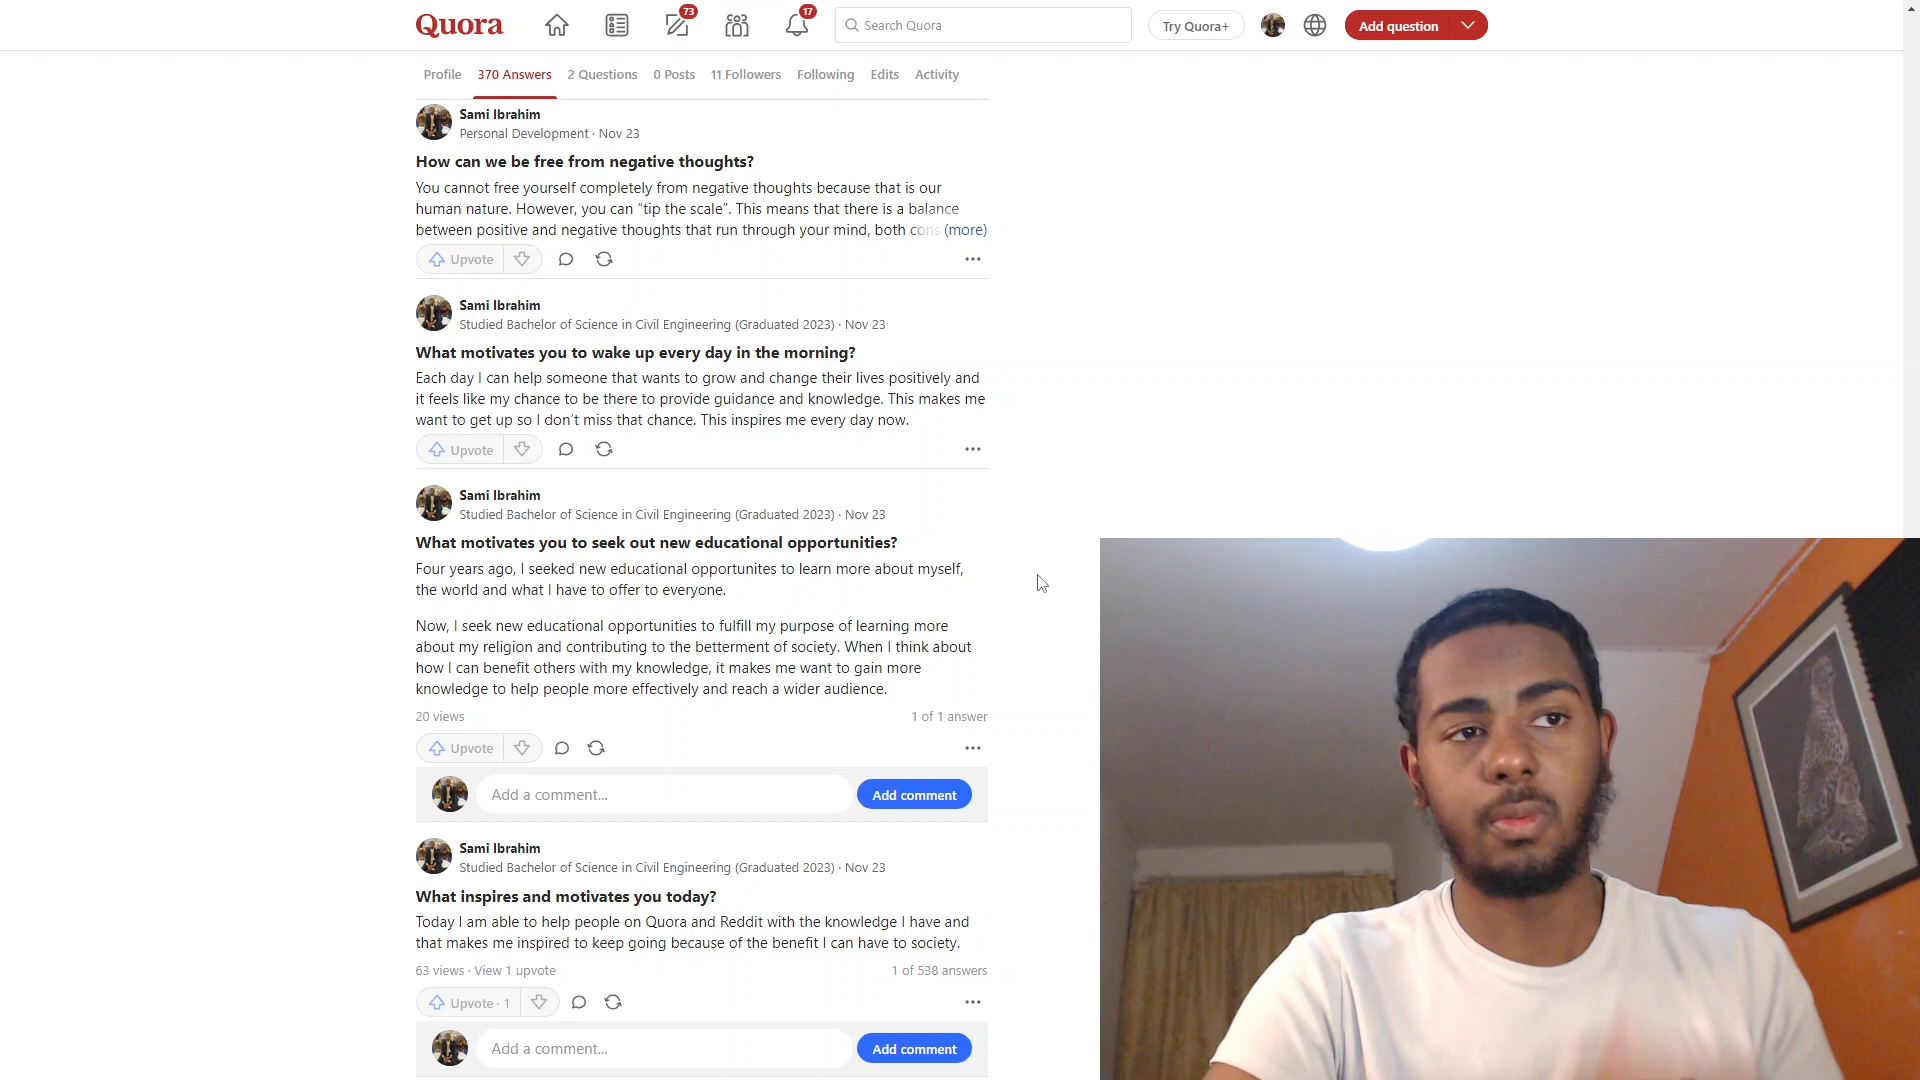 Quora
73
17
Search Quora
Try Quora+
Add question
Profile
370 Answers
2 Questions
0 Posts
11 Followers
Following
Edits
Activity
Sami Ibrahim
Personal Development · Nov 23
How can we be free from negative thoughts?
You cannot free yourself completely from negative thoughts because that is our
human nature. However, you can “tip the scale”. This means that there is a balance
between positive and negative thoughts that run through your mind, both cons (more)
Upvote
Sami Ibrahim
Studied Bachelor of Science in Civil Engineering (Graduated 2023) · Nov 23
What motivates you to wake up every day in the morning?
Each day I can help someone that wants to grow and change their lives positively and
it feels like my chance to be there to provide guidance and knowledge. This makes me
want to get up so I don’t miss that chance. This inspires me every day now.
Upvote
Sami Ibrahim
Studied Bachelor of Science in Civil Engineering (Graduated 2023) · Nov 23
What motivates you to seek out new educational opportunities?
Four years ago, I seeked new educational opportunites to learn more about myself,
the world and what I have to offer to everyone.
Now, I seek new educational opportunities to fulfill my purpose of learning more
about my religion and contributing to the betterment of society. When I think about
how I can benefit others with my knowledge, it makes me want to gain more
knowledge to help people more effectively and reach a wider audience.
20 views
1 of 1 answer
Upvote
Add a comment...
Add comment
Sami Ibrahim
Studied Bachelor of Science in Civil Engineering (Graduated 2023) · Nov 23
What inspires and motivates you today?
Today I am able to help people on Quora and Reddit with the knowledge I have and
that makes me inspired to keep going because of the benefit I can have to society.
63 views · View 1 upvote
1 of 538 answers
Upvote · 1
Add a comment...
Add comment